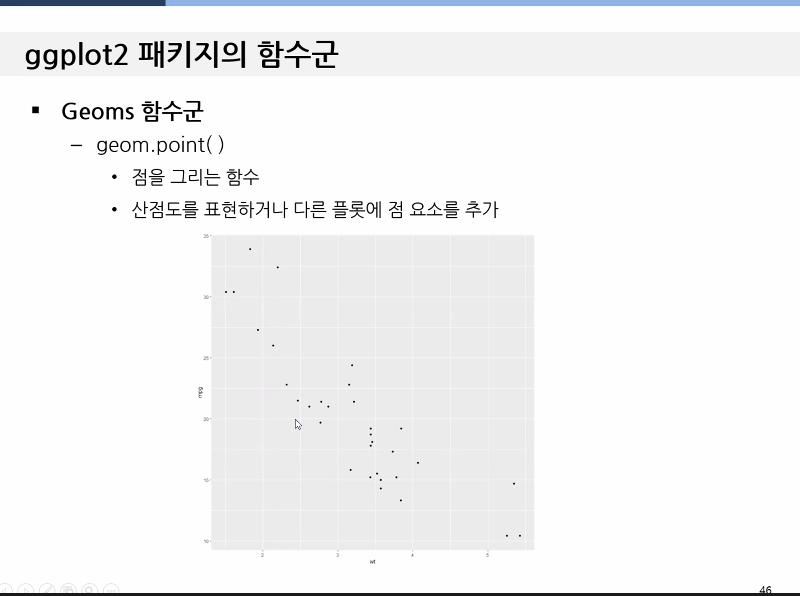 ggplot2 패키지의 함수군
▪ Geoms 함수군
– geom.point( )
• 점을 그리는 함수
• 산점도를 표현하거나 다른 플롯에 점 요소를 추가
35
30
25
20
15
10
mpg
2 3 4 5
wt
46